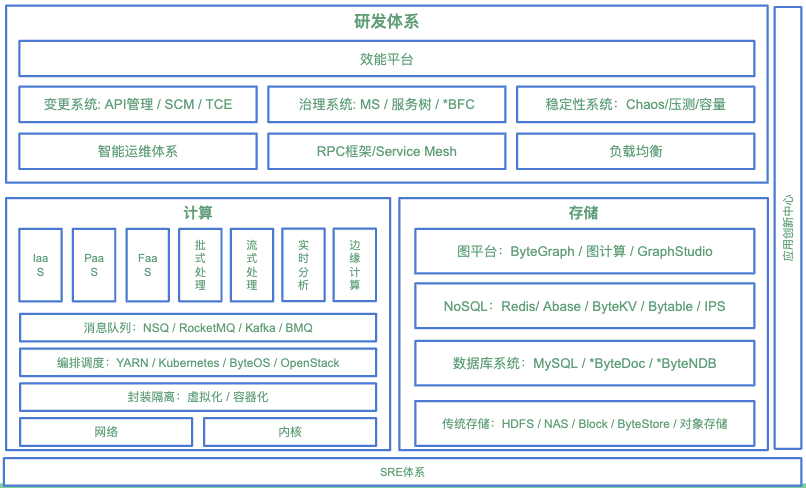 研发体系
效能平台
变更系统: API管理 / SCM / TCE
治理系统: MS / 服务树 / *BFC
稳定性系统：Chaos/压测/容量
智能运维体系
RPC框架/Service Mesh
负载均衡
应用创新中心
计算
IaaS
PaaS
FaaS
批式处理
流式处理
实时分析
边缘计算
消息队列：NSQ / RocketMQ / Kafka / BMQ
编排调度：YARN / Kubernetes / ByteOS / OpenStack
封装隔离：虚拟化 / 容器化
网络
内核
存储
图平台：ByteGraph / 图计算 / GraphStudio
NoSQL：Redis/ Abase / ByteKV / Bytable / IPS
数据库系统：MySQL / *ByteDoc / *ByteNDB
传统存储：HDFS / NAS / Block / ByteStore / 对象存储
SRE体系